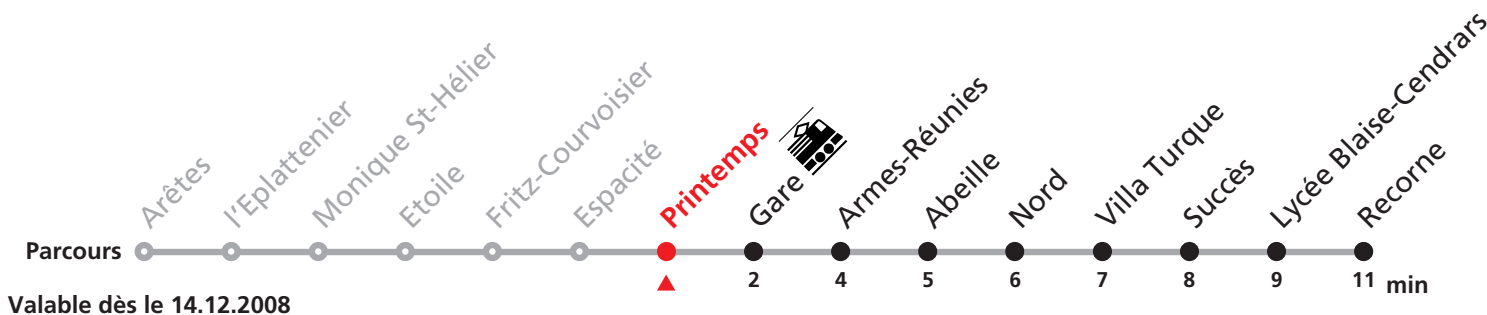 Arêtes
l'Eplattenier
Monique St-Hélier
Etoile
Fritz-Courvoisier
Espacité
Printemps
Gare
Armes-Réunies
Abeille
Nord
Villa Turque
Succès
Lycée Blaise-Cendrars
Recorne
Parcours
2 4 5 6 7 8 9 11 min
Valable dès le 14.12.2008